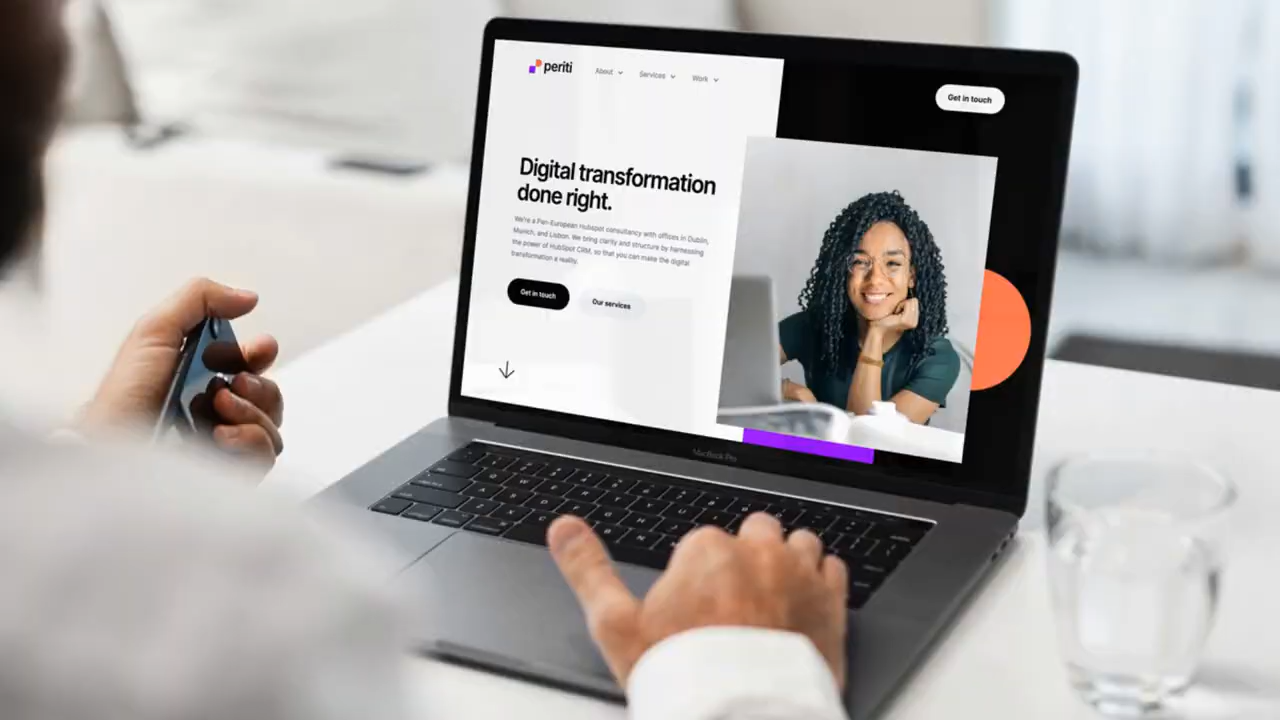 periti
About
Services
Work
Get in touch
Digital transformation
done right.
We're a Pan-European Hubspot consultancy with offices in Dublin,
Munich, and Lisbon. We bring clarity and structure by harnessing
the power of HubSpot CRM, so that you can make the digital
transformation a reality.
Get in touch
Our services
MacBook Pro